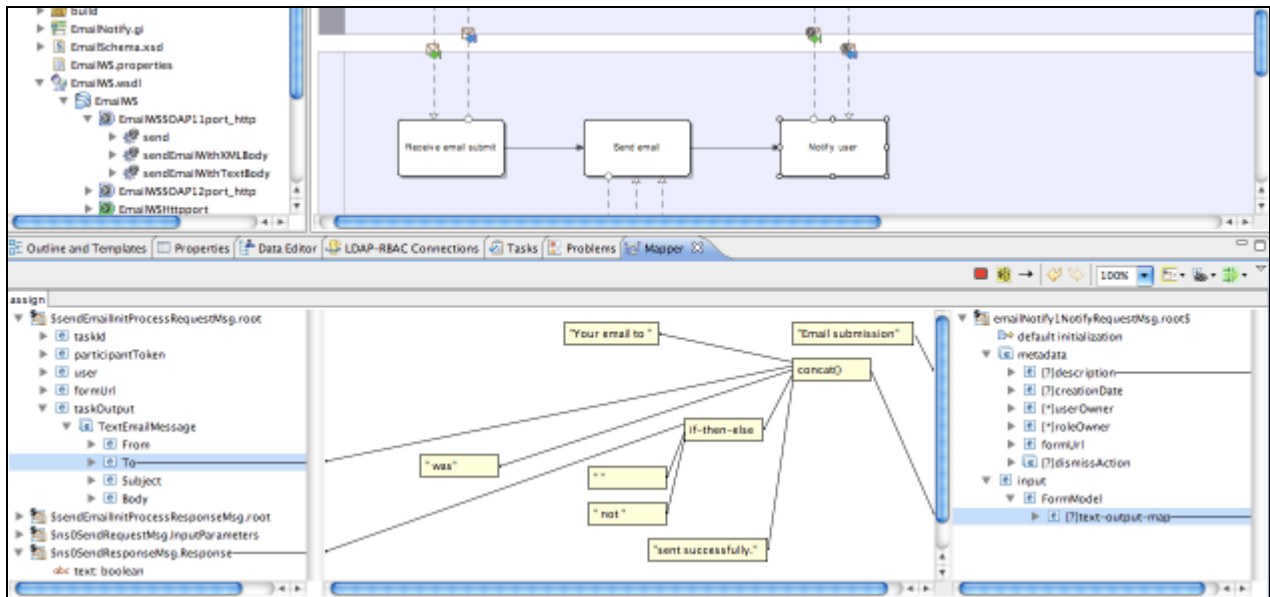 build
EmailNotify.gi
EmailSchema.xsd
EmailWS.properties
EmailWS.wsdl
EmailWS
EmailWSSOAP11port_http
send
sendEmailWithXMLBody
sendEmailWithTextBody
EmailWSSOAP12port_http
EmailWSHttpport
Receive email submit
Send email
Notify user
Outline and Templates
Properties
Data Editor
LDAP-RBAC Connections
Tasks
Problems
Mapper
100%
assign
$sendEmailInitProcessRequestMsg.root
taskId
participantToken
user
formUrl
taskOutput
TextEmailMessage
From
To
Subject
Body
$sendEmailInitProcessResponseMsg.root
$ns0SendRequestMsg.InputParameters
$ns0SendResponseMsg.Response
abc text: boolean
"Your email to "
"Email submission"
concat()
if-then-else
" was"
" "
" not "
"sent successfully."
emailNotify1NotifyRequestMsg.root$
default initialization
metadata
[?]description
[?]creationDate
[*]userOwner
[*]roleOwner
formUrl
[?]dismissAction
input
FormModel
[?]text-output-map